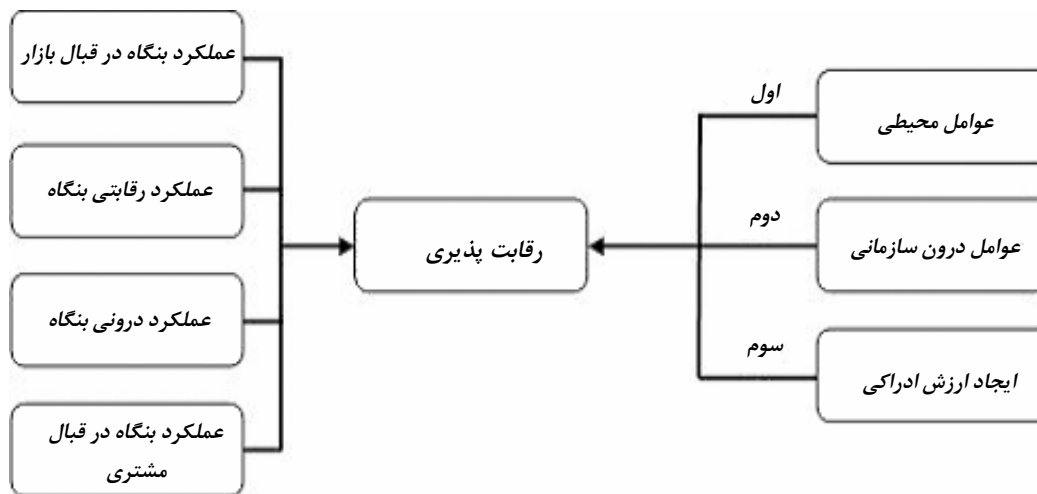 اول
عوامل محیطی
دوم
عوامل درون سازمانی
سوم
ایجاد ارزش ادراکی
رقابت پذیری
عملکرد بنگاه در قبال بازار
عملکرد رقابتی بنگاه
عملکرد درونی بنگاه
عملکرد بنگاه در قبال
مشتری